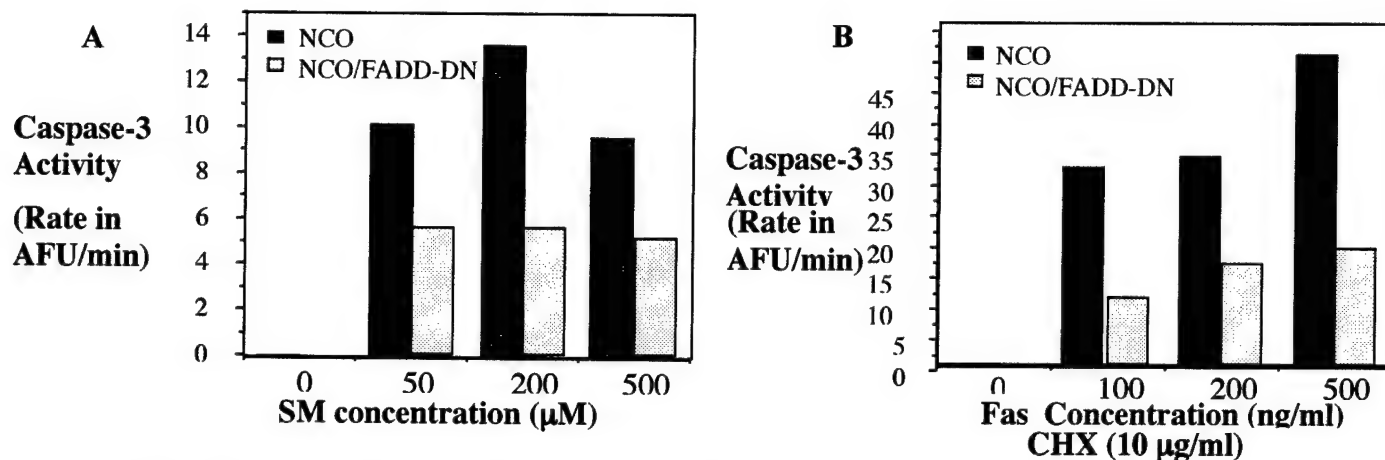 A
NCO
NCO/FADD-DN
Caspase-3
Activity
(Rate in
AFU/min)
14
12
10
8
6
4
2
0
0 50 200 500
SM concentration (µM)
B
NCO
NCO/FADD-DN
Caspase-3
Activity
(Rate in
AFU/min)
45
40
35
30
25
20
15
10
5
0
0 100 200 500
Fas Concentration (ng/ml)
CHX (10 µg/ml)